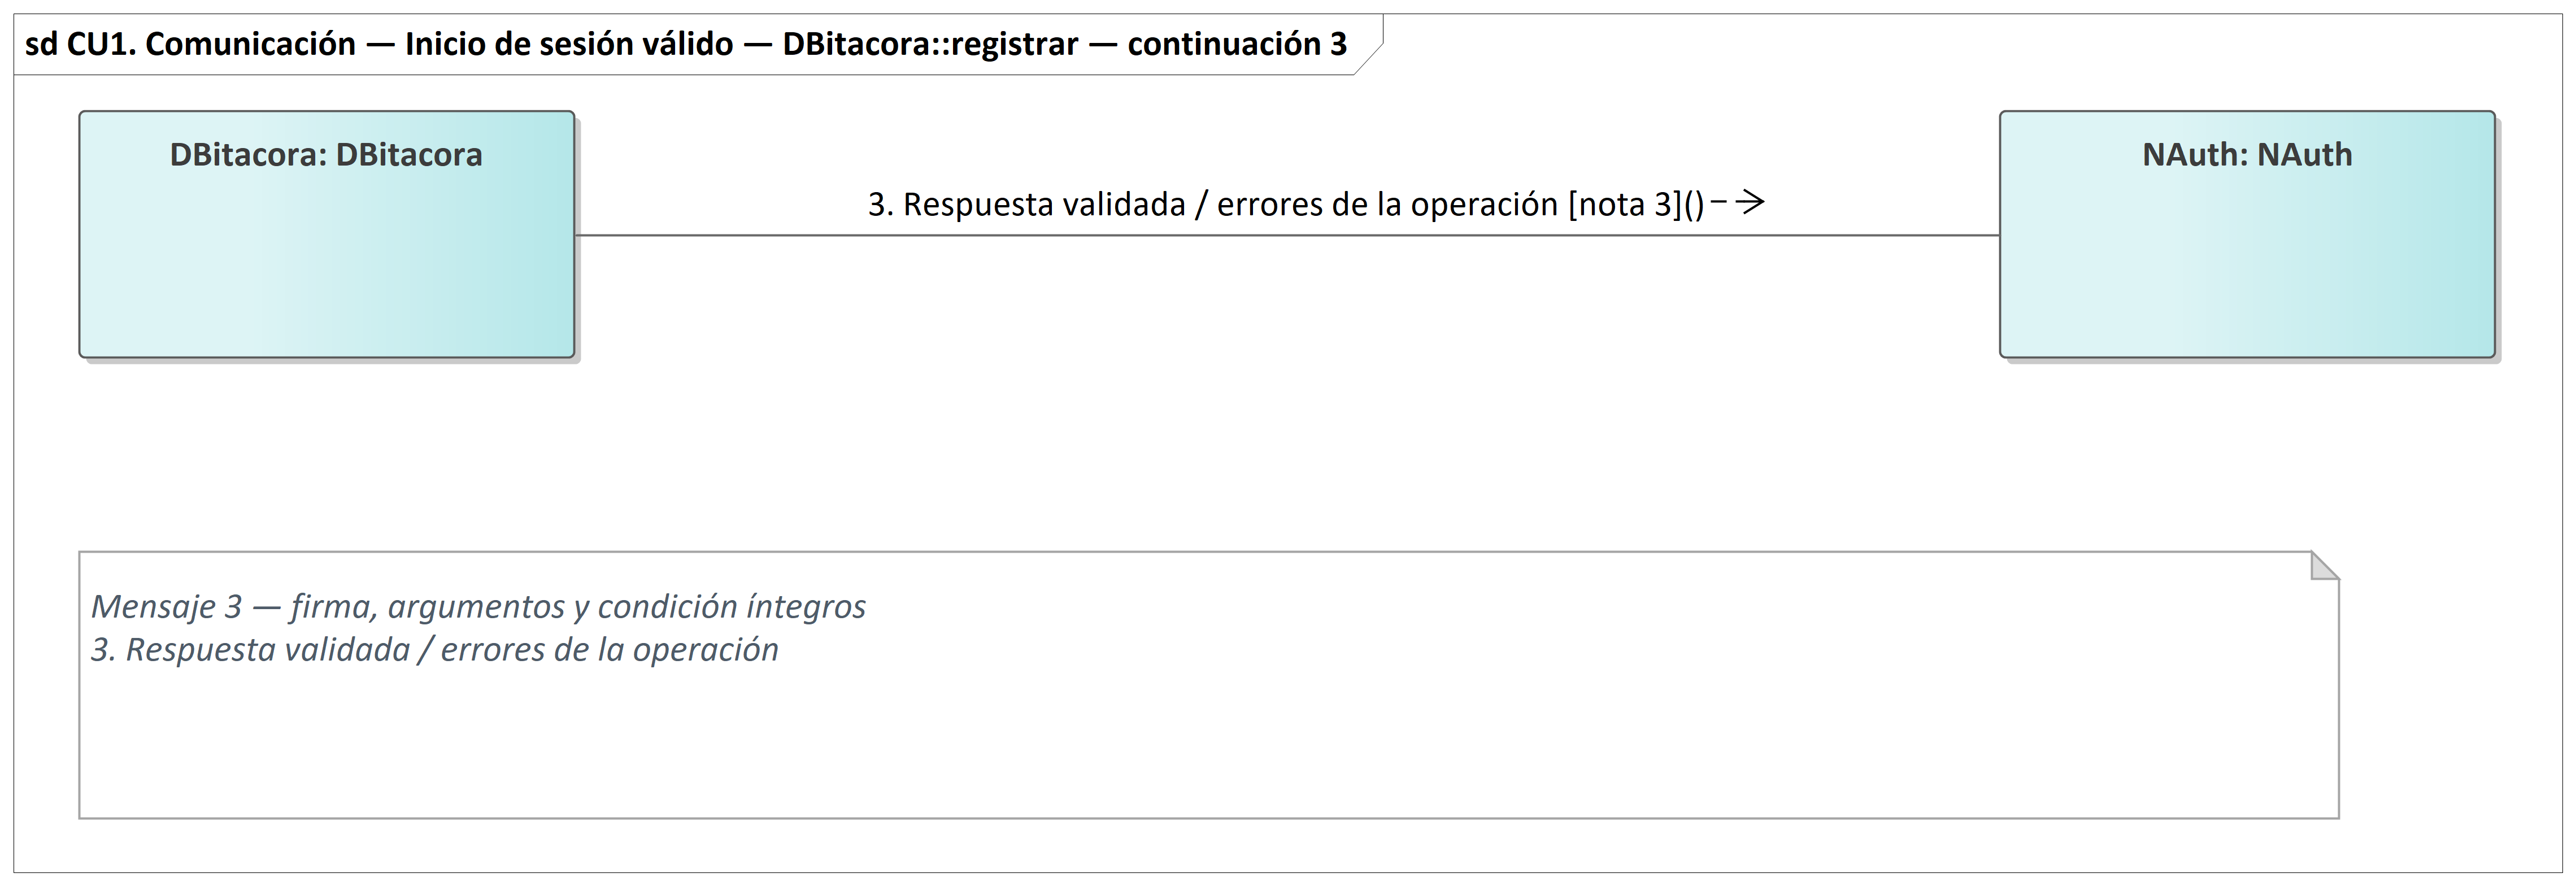 sd CU1. Comunicación — Inicio de sesión válido — DBitacora::registrar — continuación 3
DBitacora: DBitacora
NAuth: NAuth
3. Respuesta validada / errores de la operación [nota 3]()
Mensaje 3 — firma, argumentos y condición íntegros
3. Respuesta validada / errores de la operación